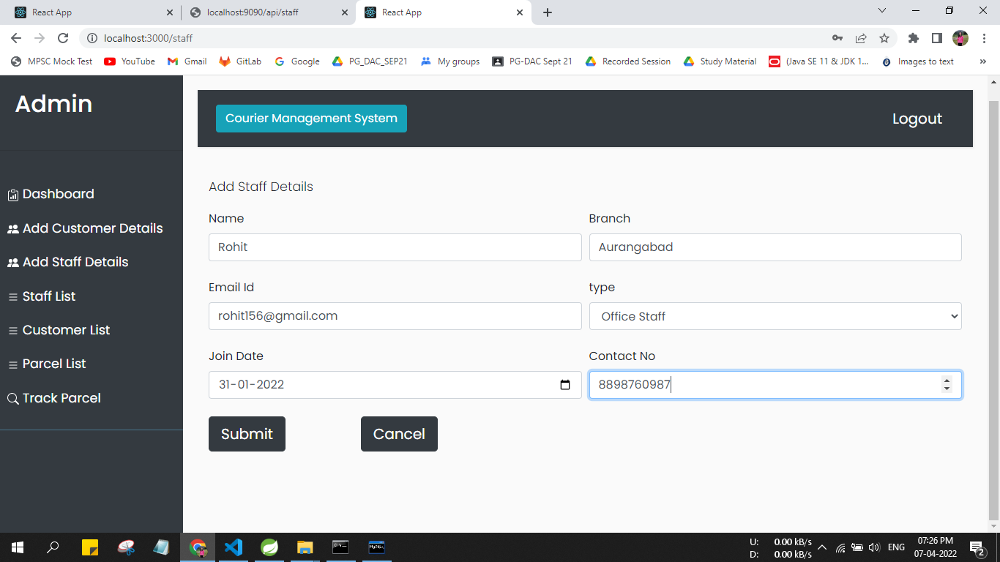 React App
localhost:9090/api/staff
React App
localhost:3000/staff
MPSC Mock Test
YouTube
Gmail
GitLab
Google
PG_DAC_SEP21
My groups
PG-DAC Sept 21
Recorded Session
Study Material
(Java SE 11 & JDK 1...
Images to text
»
Admin
Courier Management System
Logout
Dashboard
Add Customer Details
Add Staff Details
Staff List
Customer List
Parcel List
Track Parcel
Add Staff Details
Name
Branch
Rohit
Aurangabad
Email Id
type
rohit156@gmail.com
Office Staff
Join Date
Contact No
31-01-2022
8898760987
Submit
Cancel
U: 0.00 kB/s
D: 0.00 kB/s
ENG
07:26 PM
07-04-2022
2